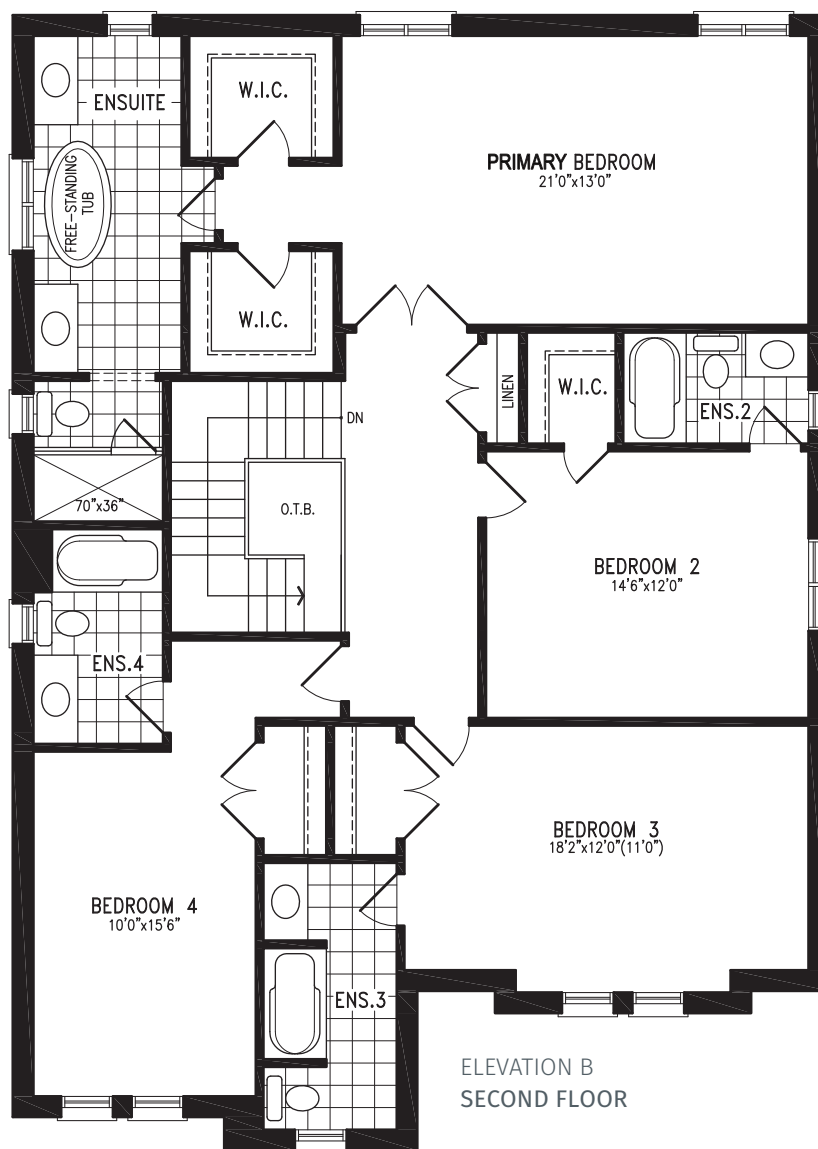 W.I.C.
ENSUITE
PRIMARY BEDROOM
21'0"x13'0"
FREE-STANDING
TUB
W.I.C.
LINEN
W.I.C.
ENS.2
DN
70"x36"
O.T.B.
BEDROOM 2
14'6"x12'0"
ENS.4
BEDROOM 3
18'2"x12'0"(11'0")
BEDROOM 4
10'0"x15'6"
ENS.3
ELEVATION B
SECOND FLOOR